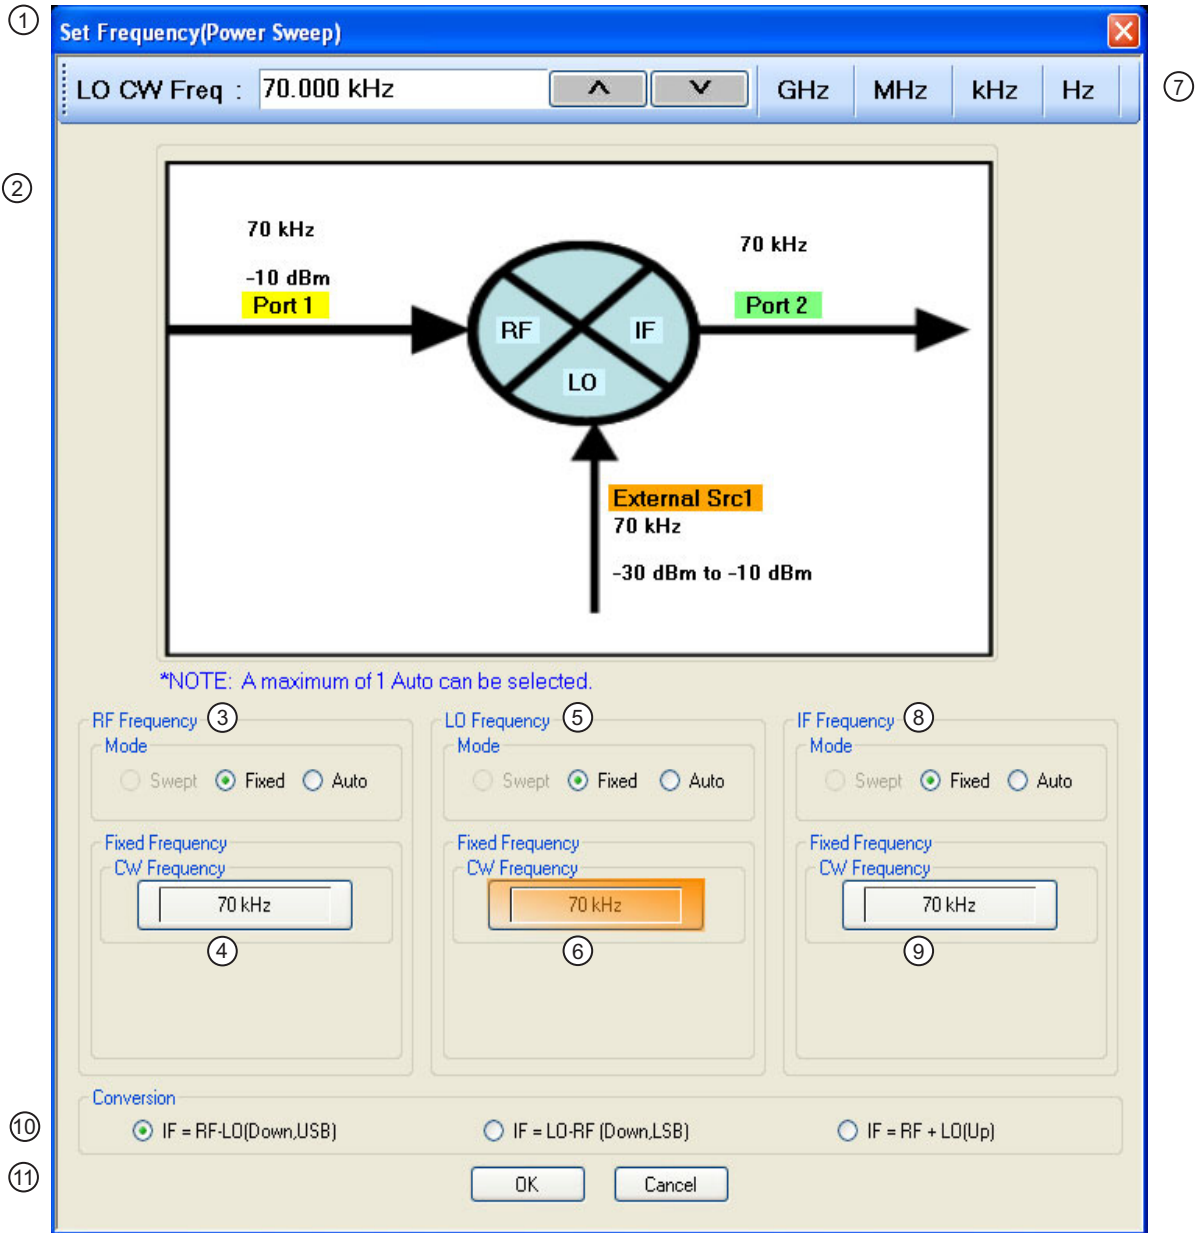 ① Set Frequency(Power Sweep)
LO CW Freq : 70.000 kHz ʌ v GHz MHz kHz Hz ⑦
②
70 kHz
-10 dBm
Port 1
70 kHz
Port 2
RF IF
LO
External Src1
70 kHz
-30 dBm to -10 dBm
*NOTE: A maximum of 1 Auto can be selected.
RF Frequency ③
Mode
Swept Fixed Auto
Fixed Frequency
CW Frequency
70 kHz
④
LO Frequency ⑤
Mode
Swept Fixed Auto
Fixed Frequency
CW Frequency
70 kHz
⑥
IF Frequency ⑧
Mode
Swept Fixed Auto
Fixed Frequency
CW Frequency
70 kHz
⑨
Conversion
⑩ IF = RF-LO(Down,USB) IF = LO-RF (Down,LSB) IF = RF + LO(Up)
⑪ OK Cancel